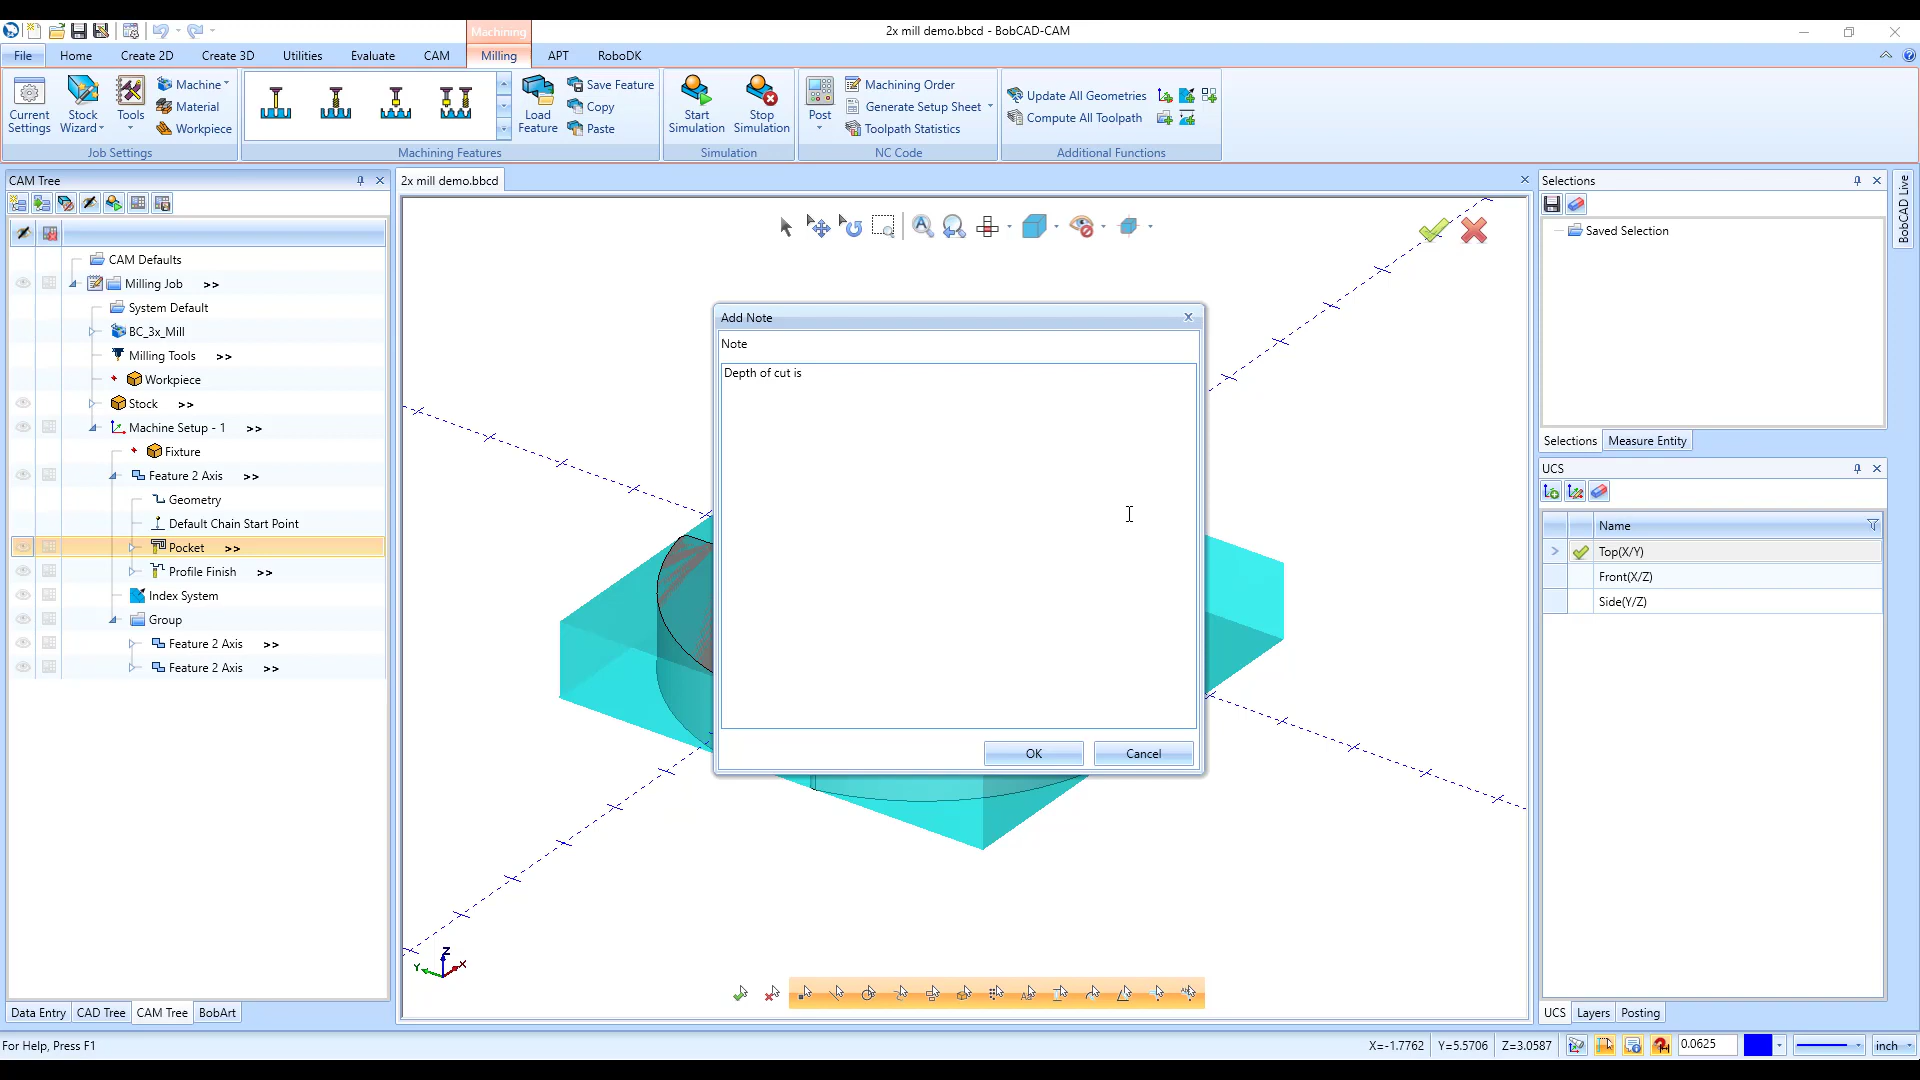 Machining
2x mill demo.bbcd - BobCAD-CAM
File Home Create 2D Create 3D Utilities Evaluate CAM Milling APT RoboDK
Current Settings
Stock Wizard
Tools
Machine
Material
Workpiece
Job Settings
Load Feature
Save Feature
Copy
Paste
Machining Features
Start Simulation
Stop Simulation
Simulation
Post
Machining Order
Generate Setup Sheet
Toolpath Statistics
NC Code
Update All Geometries
Compute All Toolpath
Additional Functions
CAM Tree
CAM Defaults
Milling Job >>
System Default
BC_3x_Mill
Milling Tools >>
Workpiece
Stock >>
Machine Setup - 1 >>
Fixture
Feature 2 Axis >>
Geometry
Default Chain Start Point
Pocket >>
Profile Finish >>
Index System
Group
Feature 2 Axis >>
Feature 2 Axis >>
Data Entry CAD Tree CAM Tree BobArt
2x mill demo.bbcd
Add Note
Note
Depth of cut is
OK Cancel
Z
Y X
Selections
Saved Selection
Selections Measure Entity
UCS
Name
Top(X/Y)
Front(X/Z)
Side(Y/Z)
UCS Layers Posting
BobCAD Live
For Help, Press F1
X=-1.7762 Y=5.5706 Z=3.0587 0.0625 inch